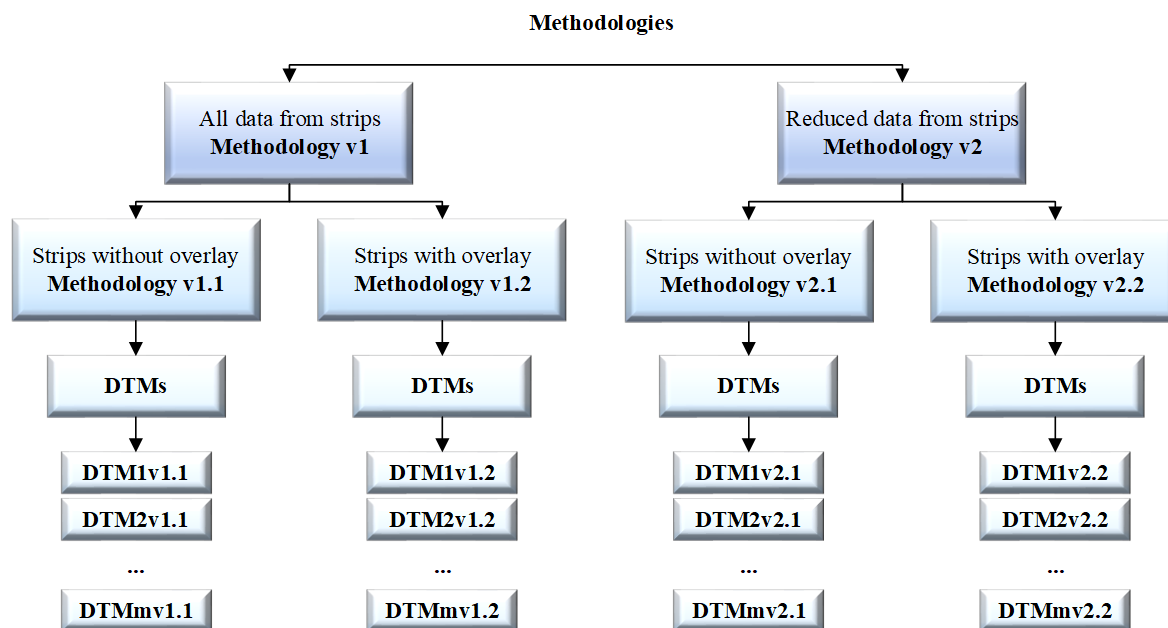 Methodologies
All data from strips
Methodology v1
Reduced data from strips
Methodology v2
Strips without overlay
Methodology v1.1
Strips with overlay
Methodology v1.2
Strips without overlay
Methodology v2.1
Strips with overlay
Methodology v2.2
DTMs
DTMs
DTMs
DTMs
DTM1v1.1
DTM1v1.2
DTM1v2.1
DTM1v2.2
DTM2v1.1
DTM2v1.2
DTM2v2.1
DTM2v2.2
...
...
...
...
DTMmv1.1
DTMmv1.2
DTMmv2.1
DTMmv2.2